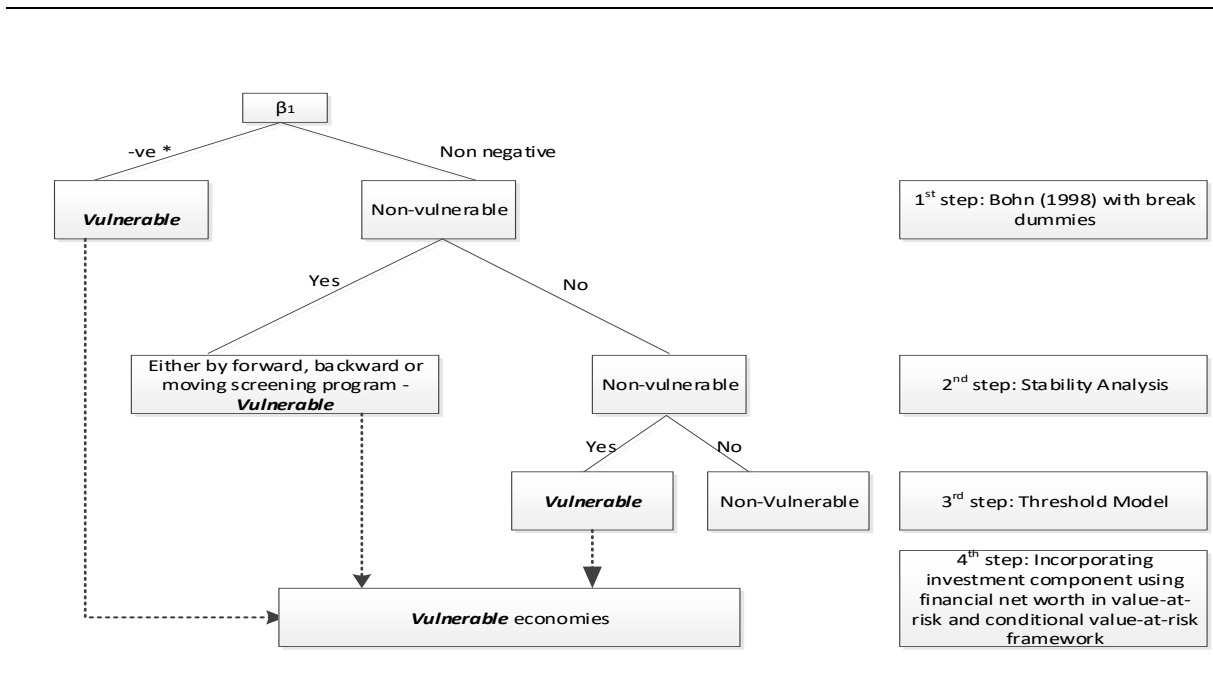 β1
-ve *
Non negative
Vulnerable
Non-vulnerable
1st step: Bohn (1998) with break
dummies
Yes
No
Either by forward, backward or
moving screening program -
Vulnerable
Non-vulnerable
2nd step: Stability Analysis
Yes
No
Vulnerable
Non-Vulnerable
3rd step: Threshold Model
Vulnerable economies
4th step: Incorporating
investment component using
financial net worth in value-at-
risk and conditional value-at-risk
framework